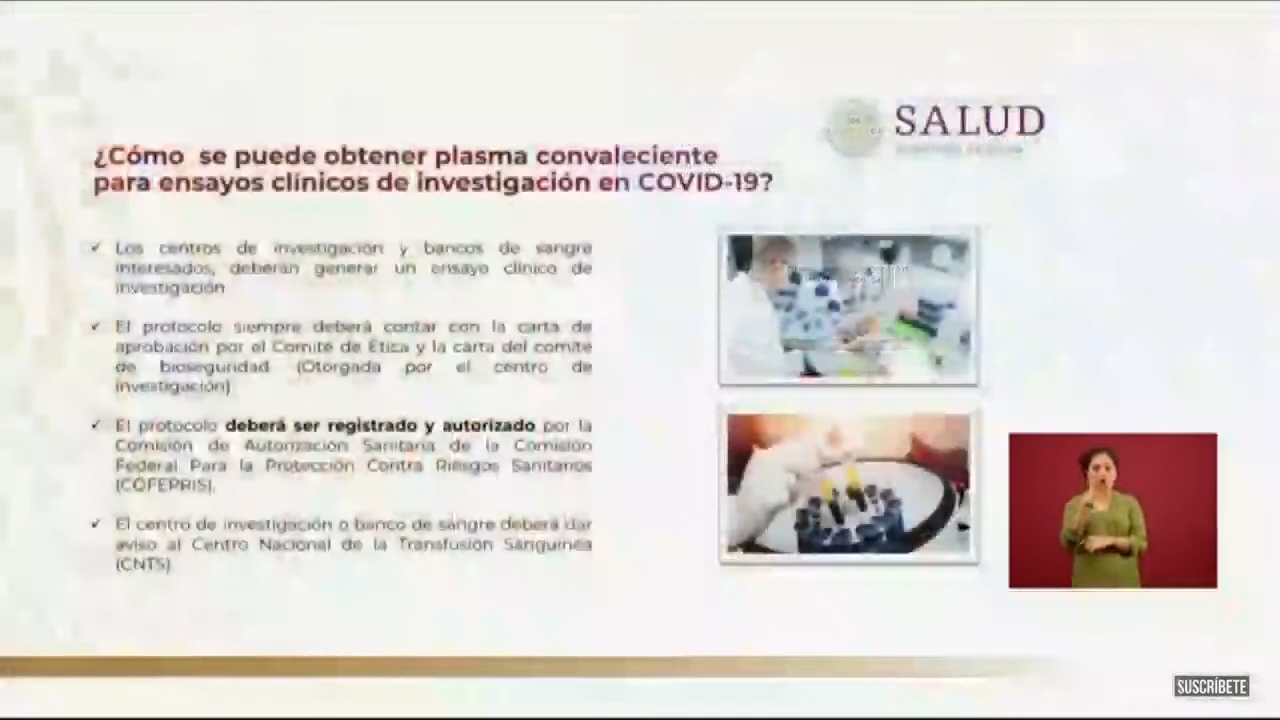 SALUD
¿Cómo se puede obtener plasma convaleciente
para ensayos clínicos de investigación en COVID-19?
✓ Los centros de investigación y bancos de sangre
interesados, deberán generar un ensayo clínico de
investigación
✓ El protocolo siempre deberá contar con la carta de
aprobación por el Comité de Ética y la carta del comité
de bioseguridad (Otorgada por el centro de
investigación)
✓ El protocolo deberá ser registrado y autorizado por la
Comisión de Autorización Sanitaria de la Comisión
Federal Para la Protección Contra Riesgos Sanitarios
(COFEPRIS).
✓ El centro de investigación o banco de sangre deberá dar
aviso al Centro Nacional de la Transfusión Sanguínea
(CNTS)
SUSCRÍBETE